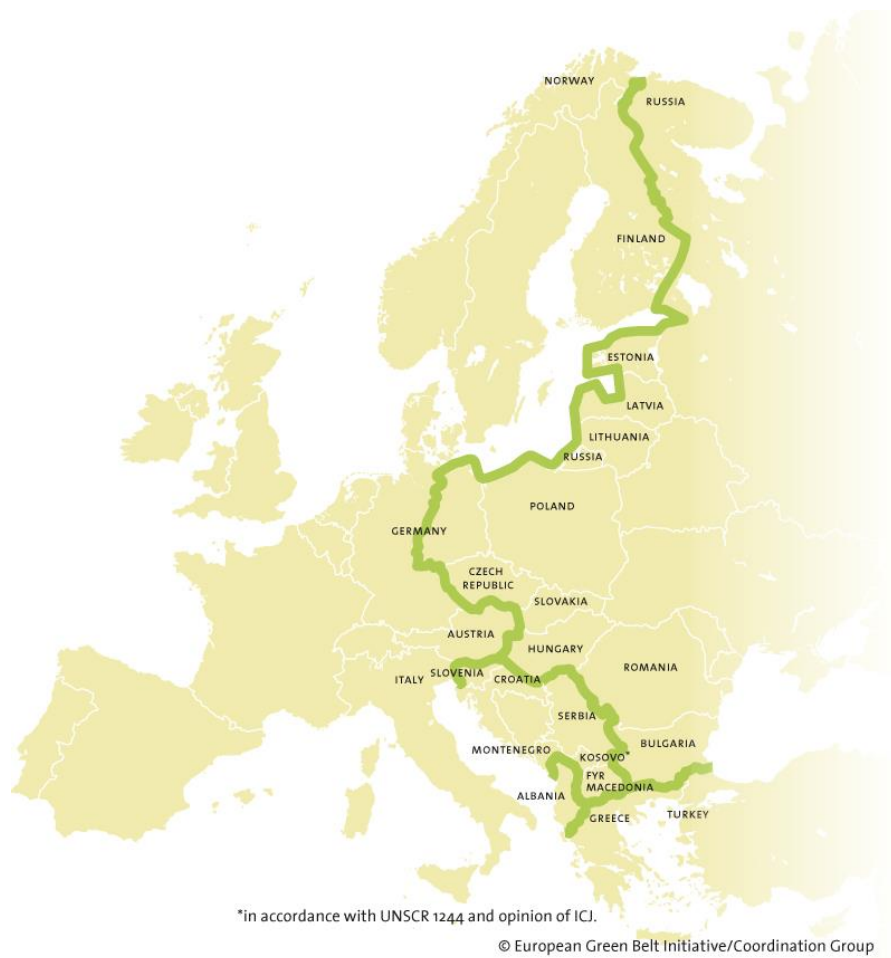 NORWAY
RUSSIA
FINLAND
ESTONIA
LATVIA
LITHUANIA
RUSSIA
POLAND
GERMANY
CZECH
REPUBLIC
SLOVAKIA
AUSTRIA
HUNGARY
ROMANIA
ITALY
SLOVENIA
CROATIA
SERBIA
BULGARIA
MONTENEGRO
KOSOVO*
FYR
MACEDONIA
ALBANIA
GREECE
TURKEY
*in accordance with UNSCR 1244 and opinion of ICJ.
© European Green Belt Initiative/Coordination Group